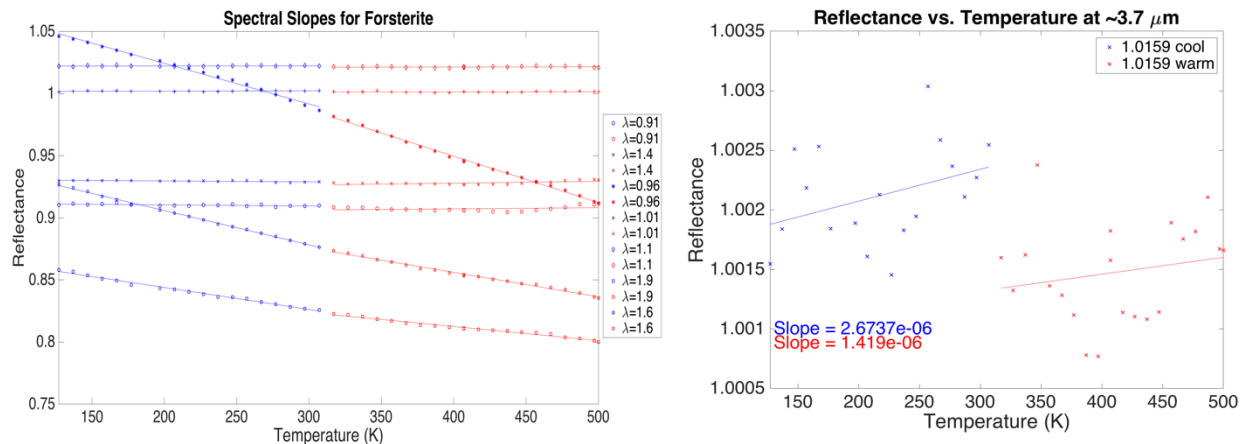 Spectral Slopes for Forsterite
1.05
1
0.95
0.9
0.85
0.8
0.75
Reflectance
150 200 250 300 350 400 450 500
Temperature (K)
λ=0.91
λ=0.91
λ=1.4
λ=1.4
λ=0.96
λ=0.96
λ=1.01
λ=1.01
λ=1.1
λ=1.1
λ=1.9
λ=1.9
λ=1.6
λ=1.6
Reflectance vs. Temperature at ~3.7 μm
1.0035
1.003
1.0025
1.002
1.0015
1.001
1.0005
Reflectance
1.0159 cool
1.0159 warm
Slope = 2.6737e-06
Slope = 1.419e-06
150 200 250 300 350 400 450 500
Temperature (K)